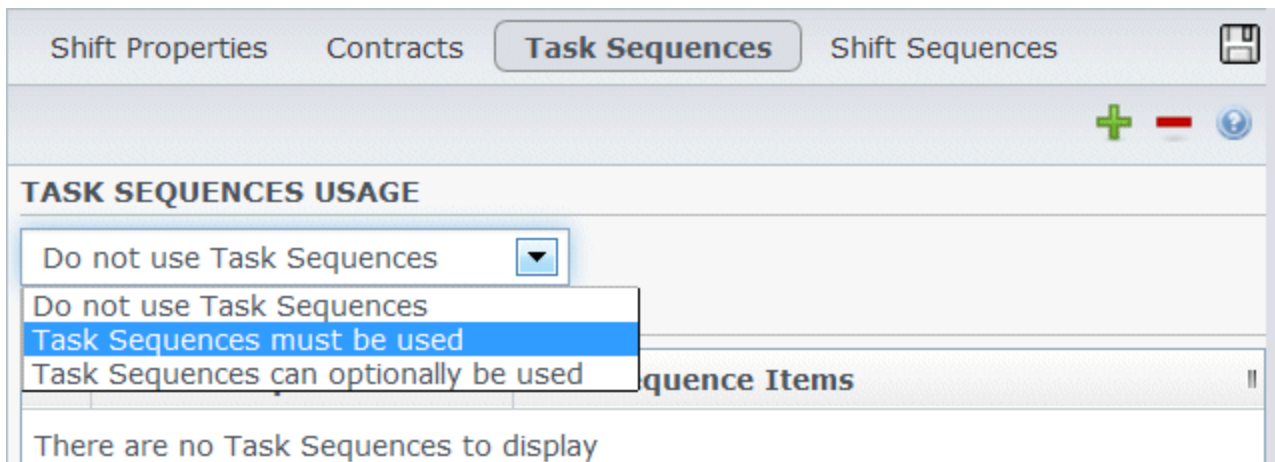 Shift Properties Contracts Task Sequences Shift Sequences
TASK SEQUENCES USAGE
Do not use Task Sequences
Do not use Task Sequences
Task Sequences must be used
Task Sequences can optionally be used
Items
There are no Task Sequences to display